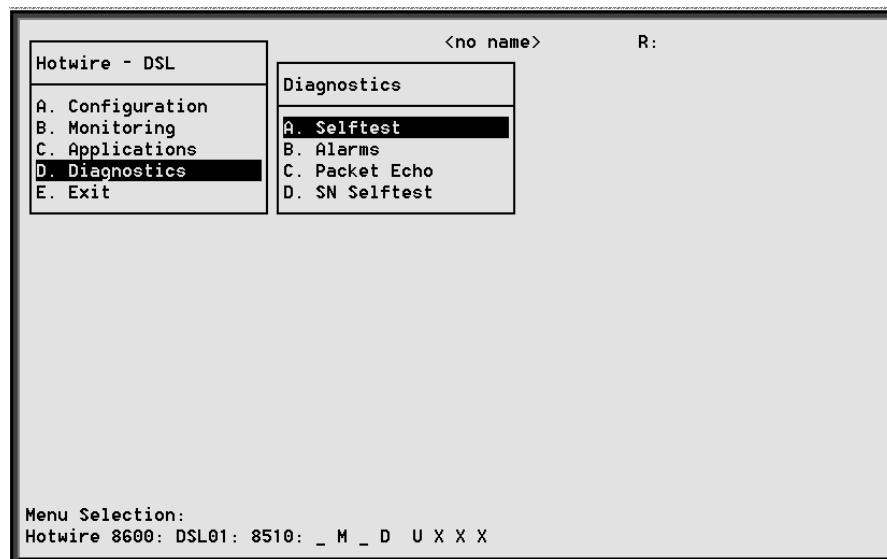 <no name> R:
Hotwire - DSL
A. Configuration
B. Monitoring
C. Applications
D. Diagnostics
E. Exit
Diagnostics
A. Selftest
B. Alarms
C. Packet Echo
D. SN Selftest
Menu Selection:
Hotwire 8600: DSL01: 8510: _ M _ D U X X X